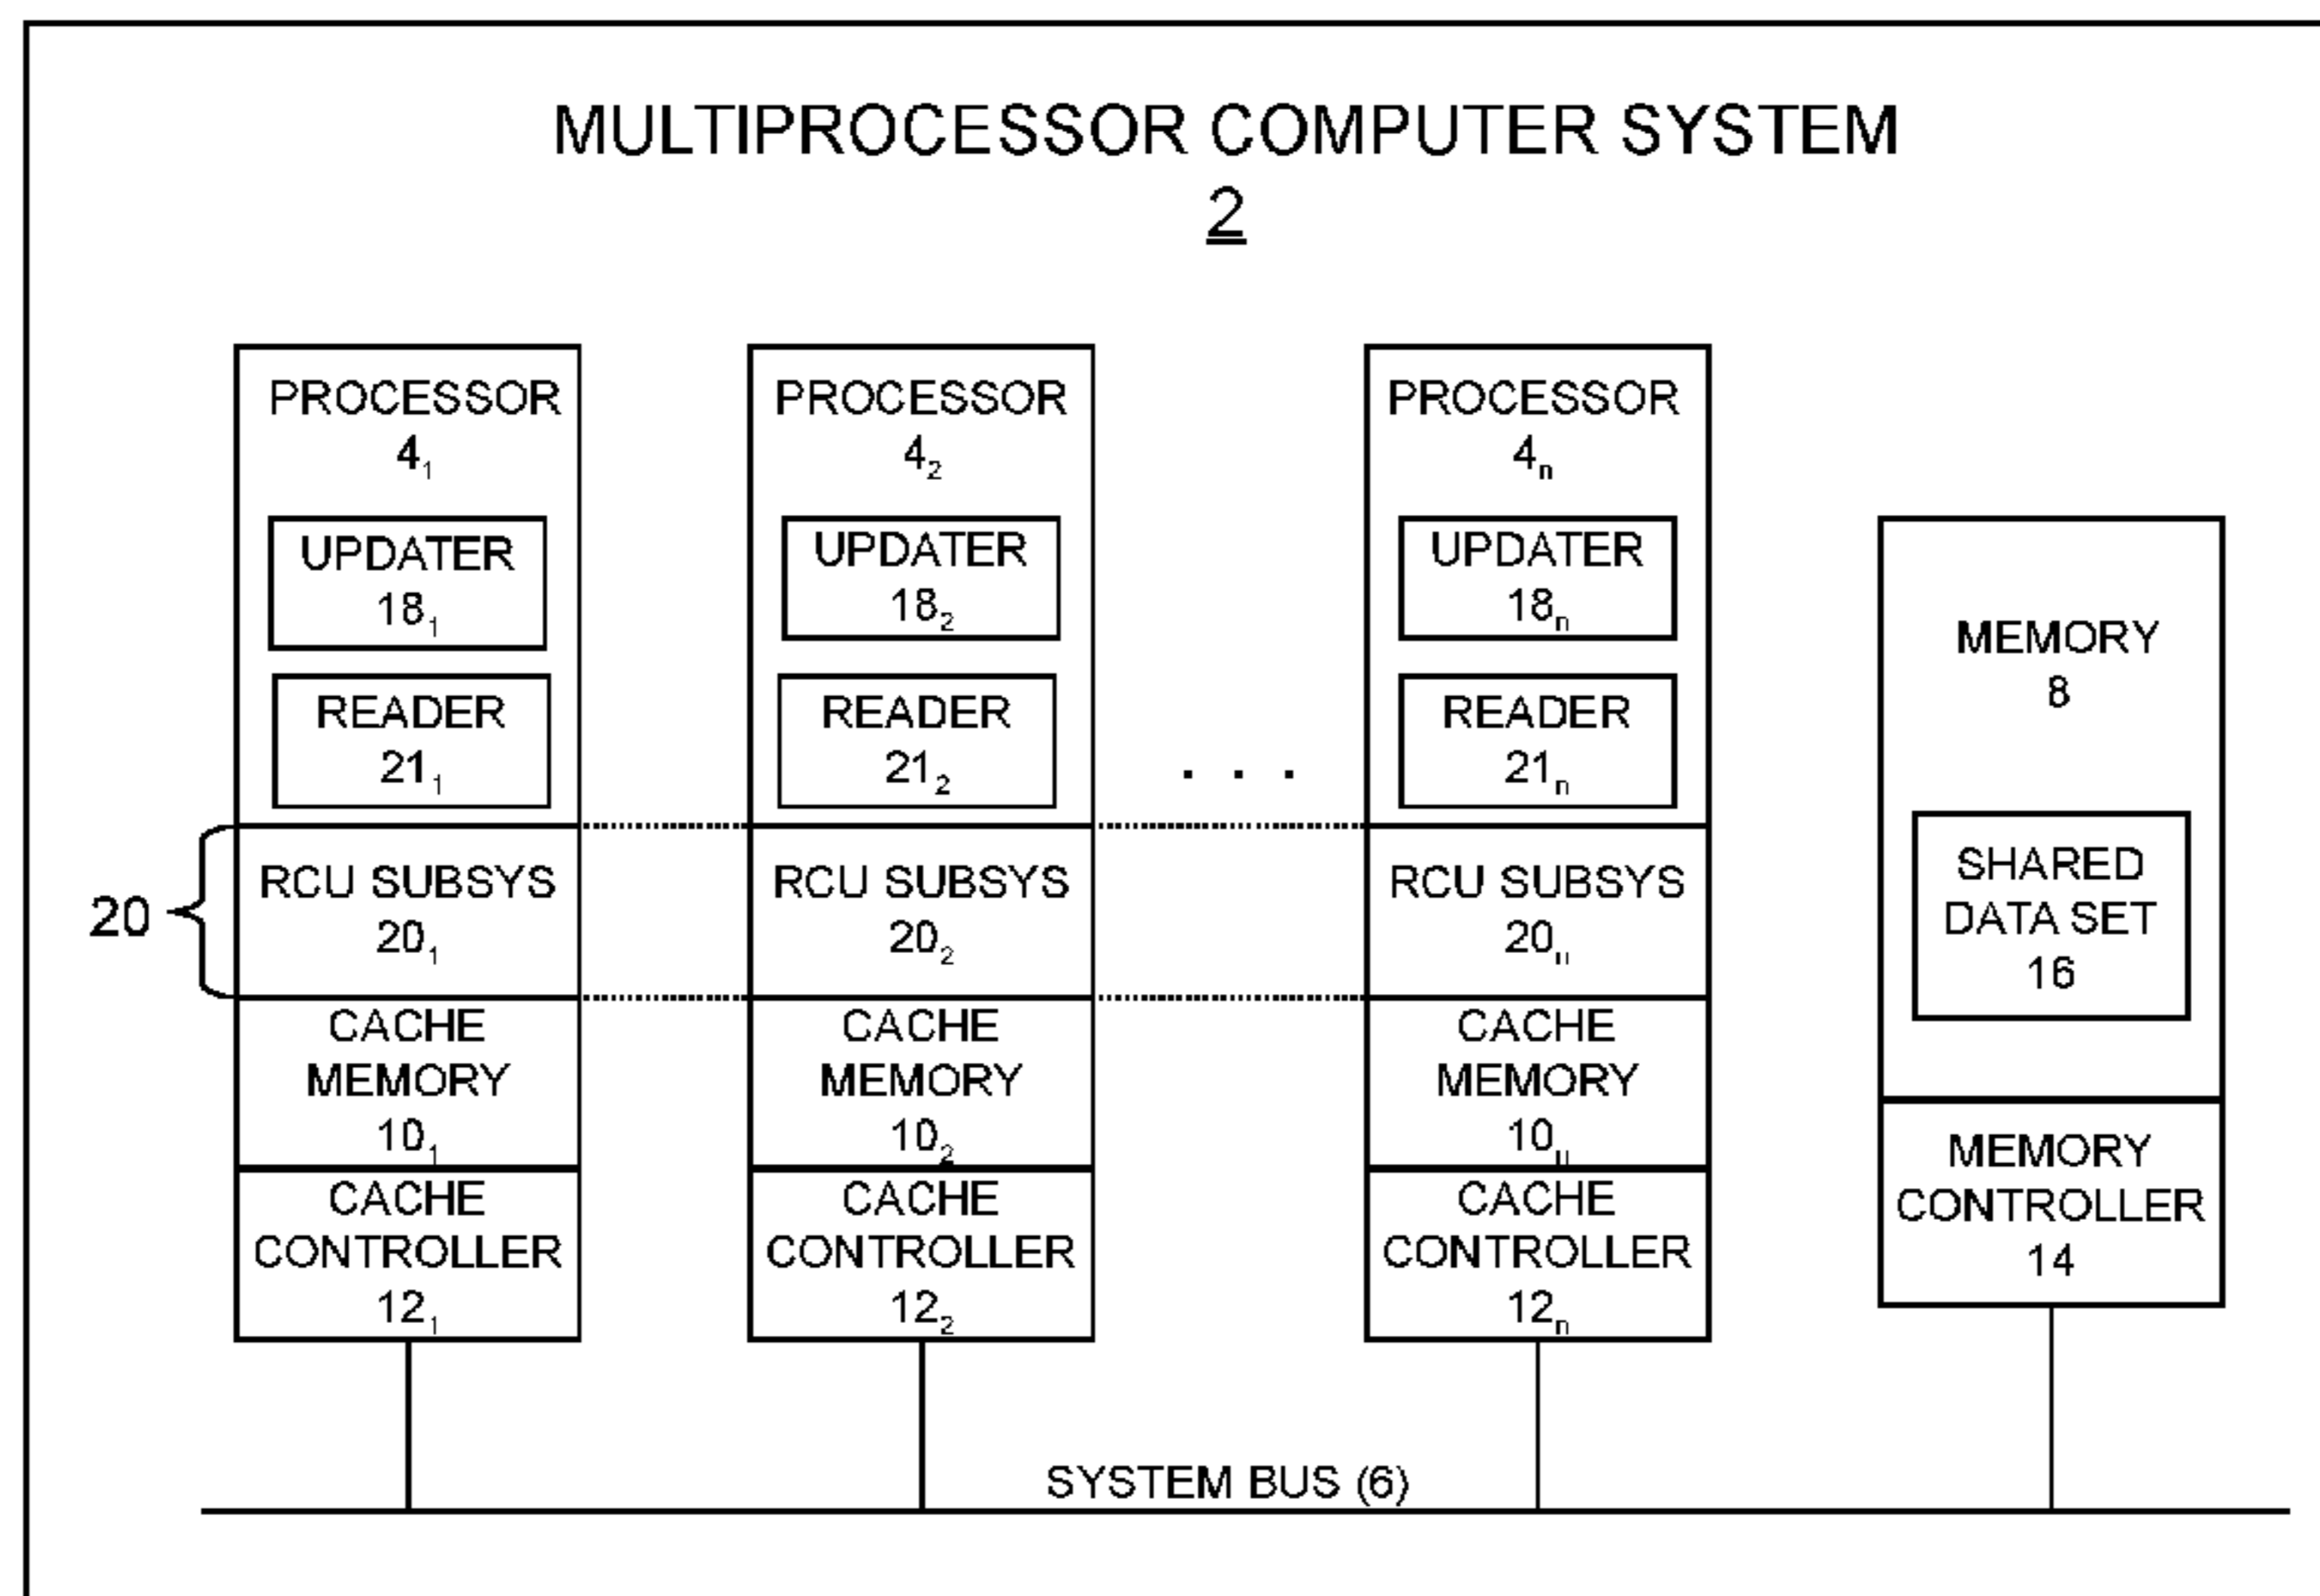 MULTIPROCESSOR COMPUTER SYSTEM
2
PROCESSOR
4₁
UPDATER
18₁
READER
21₁
RCU SUBSYS
20₁
CACHE
MEMORY
10₁
CACHE
CONTROLLER
12₁
20
PROCESSOR
4₂
UPDATER
18₂
READER
21₂
RCU SUBSYS
20₂
CACHE
MEMORY
10₂
CACHE
CONTROLLER
12₂
. . .
PROCESSOR
4ₙ
UPDATER
18ₙ
READER
21ₙ
RCU SUBSYS
20ₙ
CACHE
MEMORY
10ₙ
CACHE
CONTROLLER
12ₙ
MEMORY
8
SHARED
DATA SET
16
MEMORY
CONTROLLER
14
SYSTEM BUS (6)